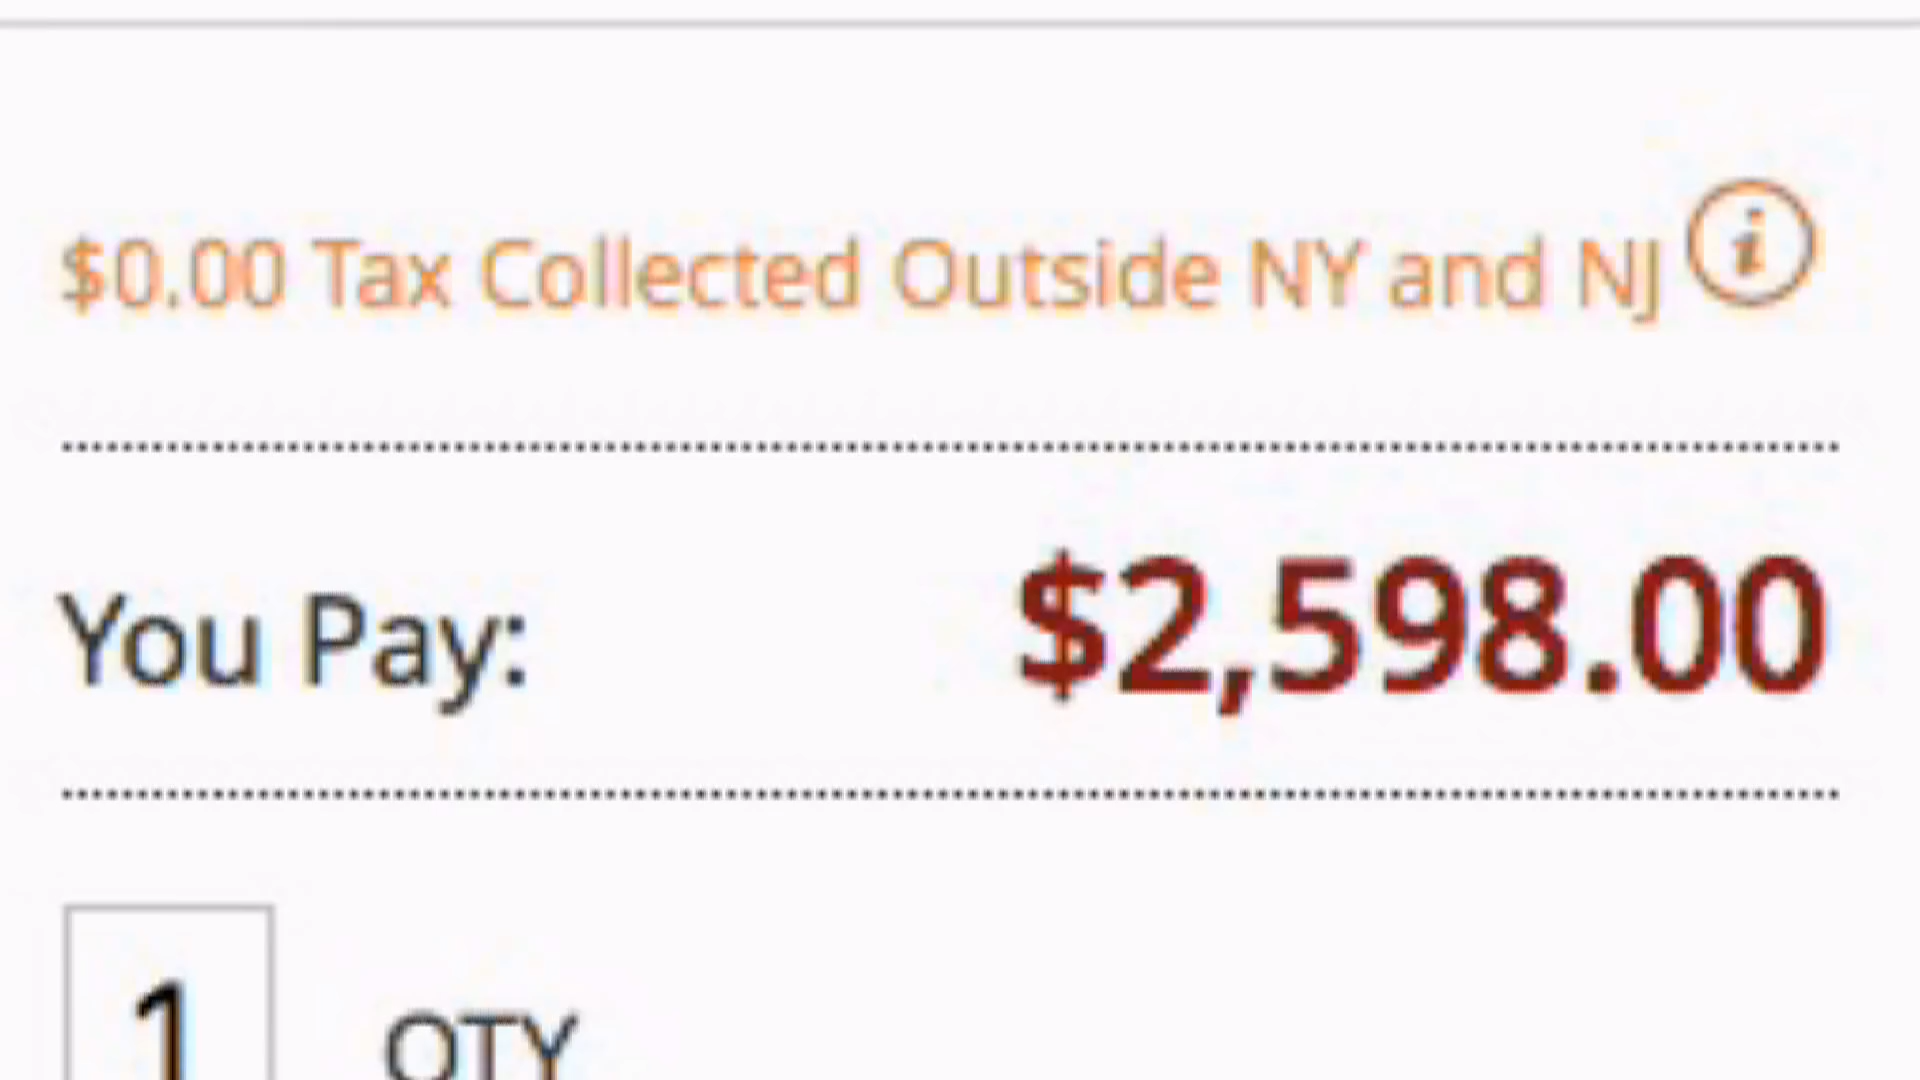 $0.00 Tax Collected Outside NY and NJ i
You Pay: $2,598.00
1 QTY